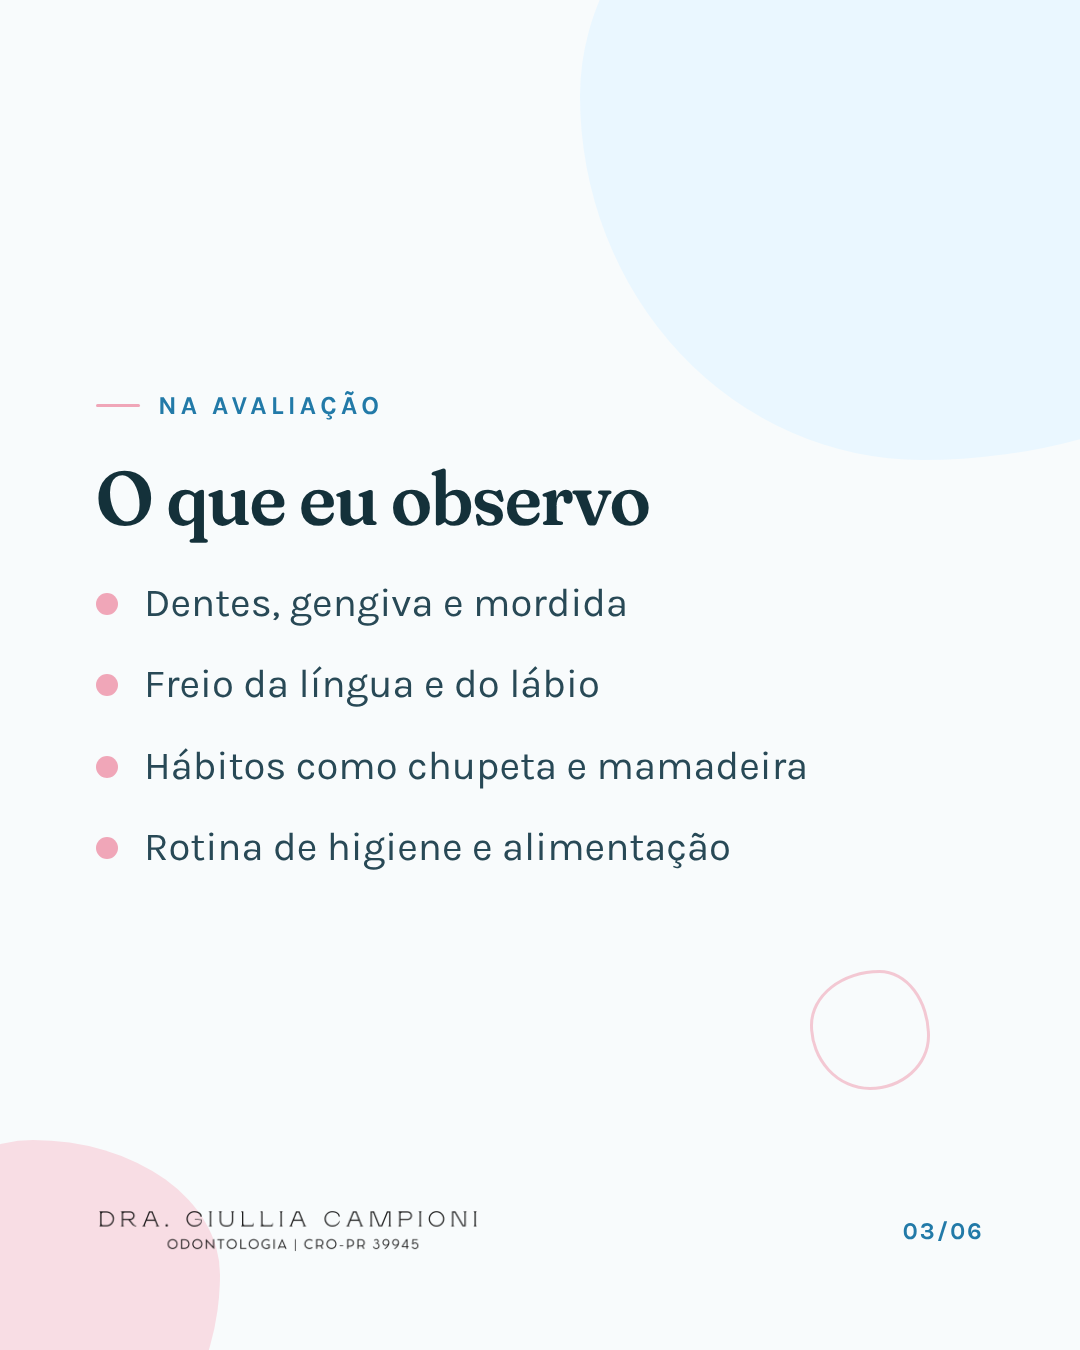 NA AVALIAÇÃO
O que eu observo
Dentes, gengiva e mordida
Freio da língua e do lábio
Hábitos como chupeta e mamadeira
Rotina de higiene e alimentação
DRA. GIULLIA CAMPIONI
ODONTOLOGIA | CRO-PR 39945
03/06